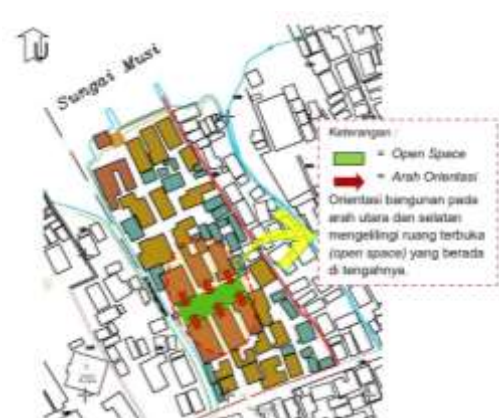 U
Sungai Musi
Keterangan :
= Open Space
= Arah Orientasi
Orientasi bangunan pada
arah utara dan selatan
mengelilingi ruang terbuka
(open space) yang berada
di tengahnya.